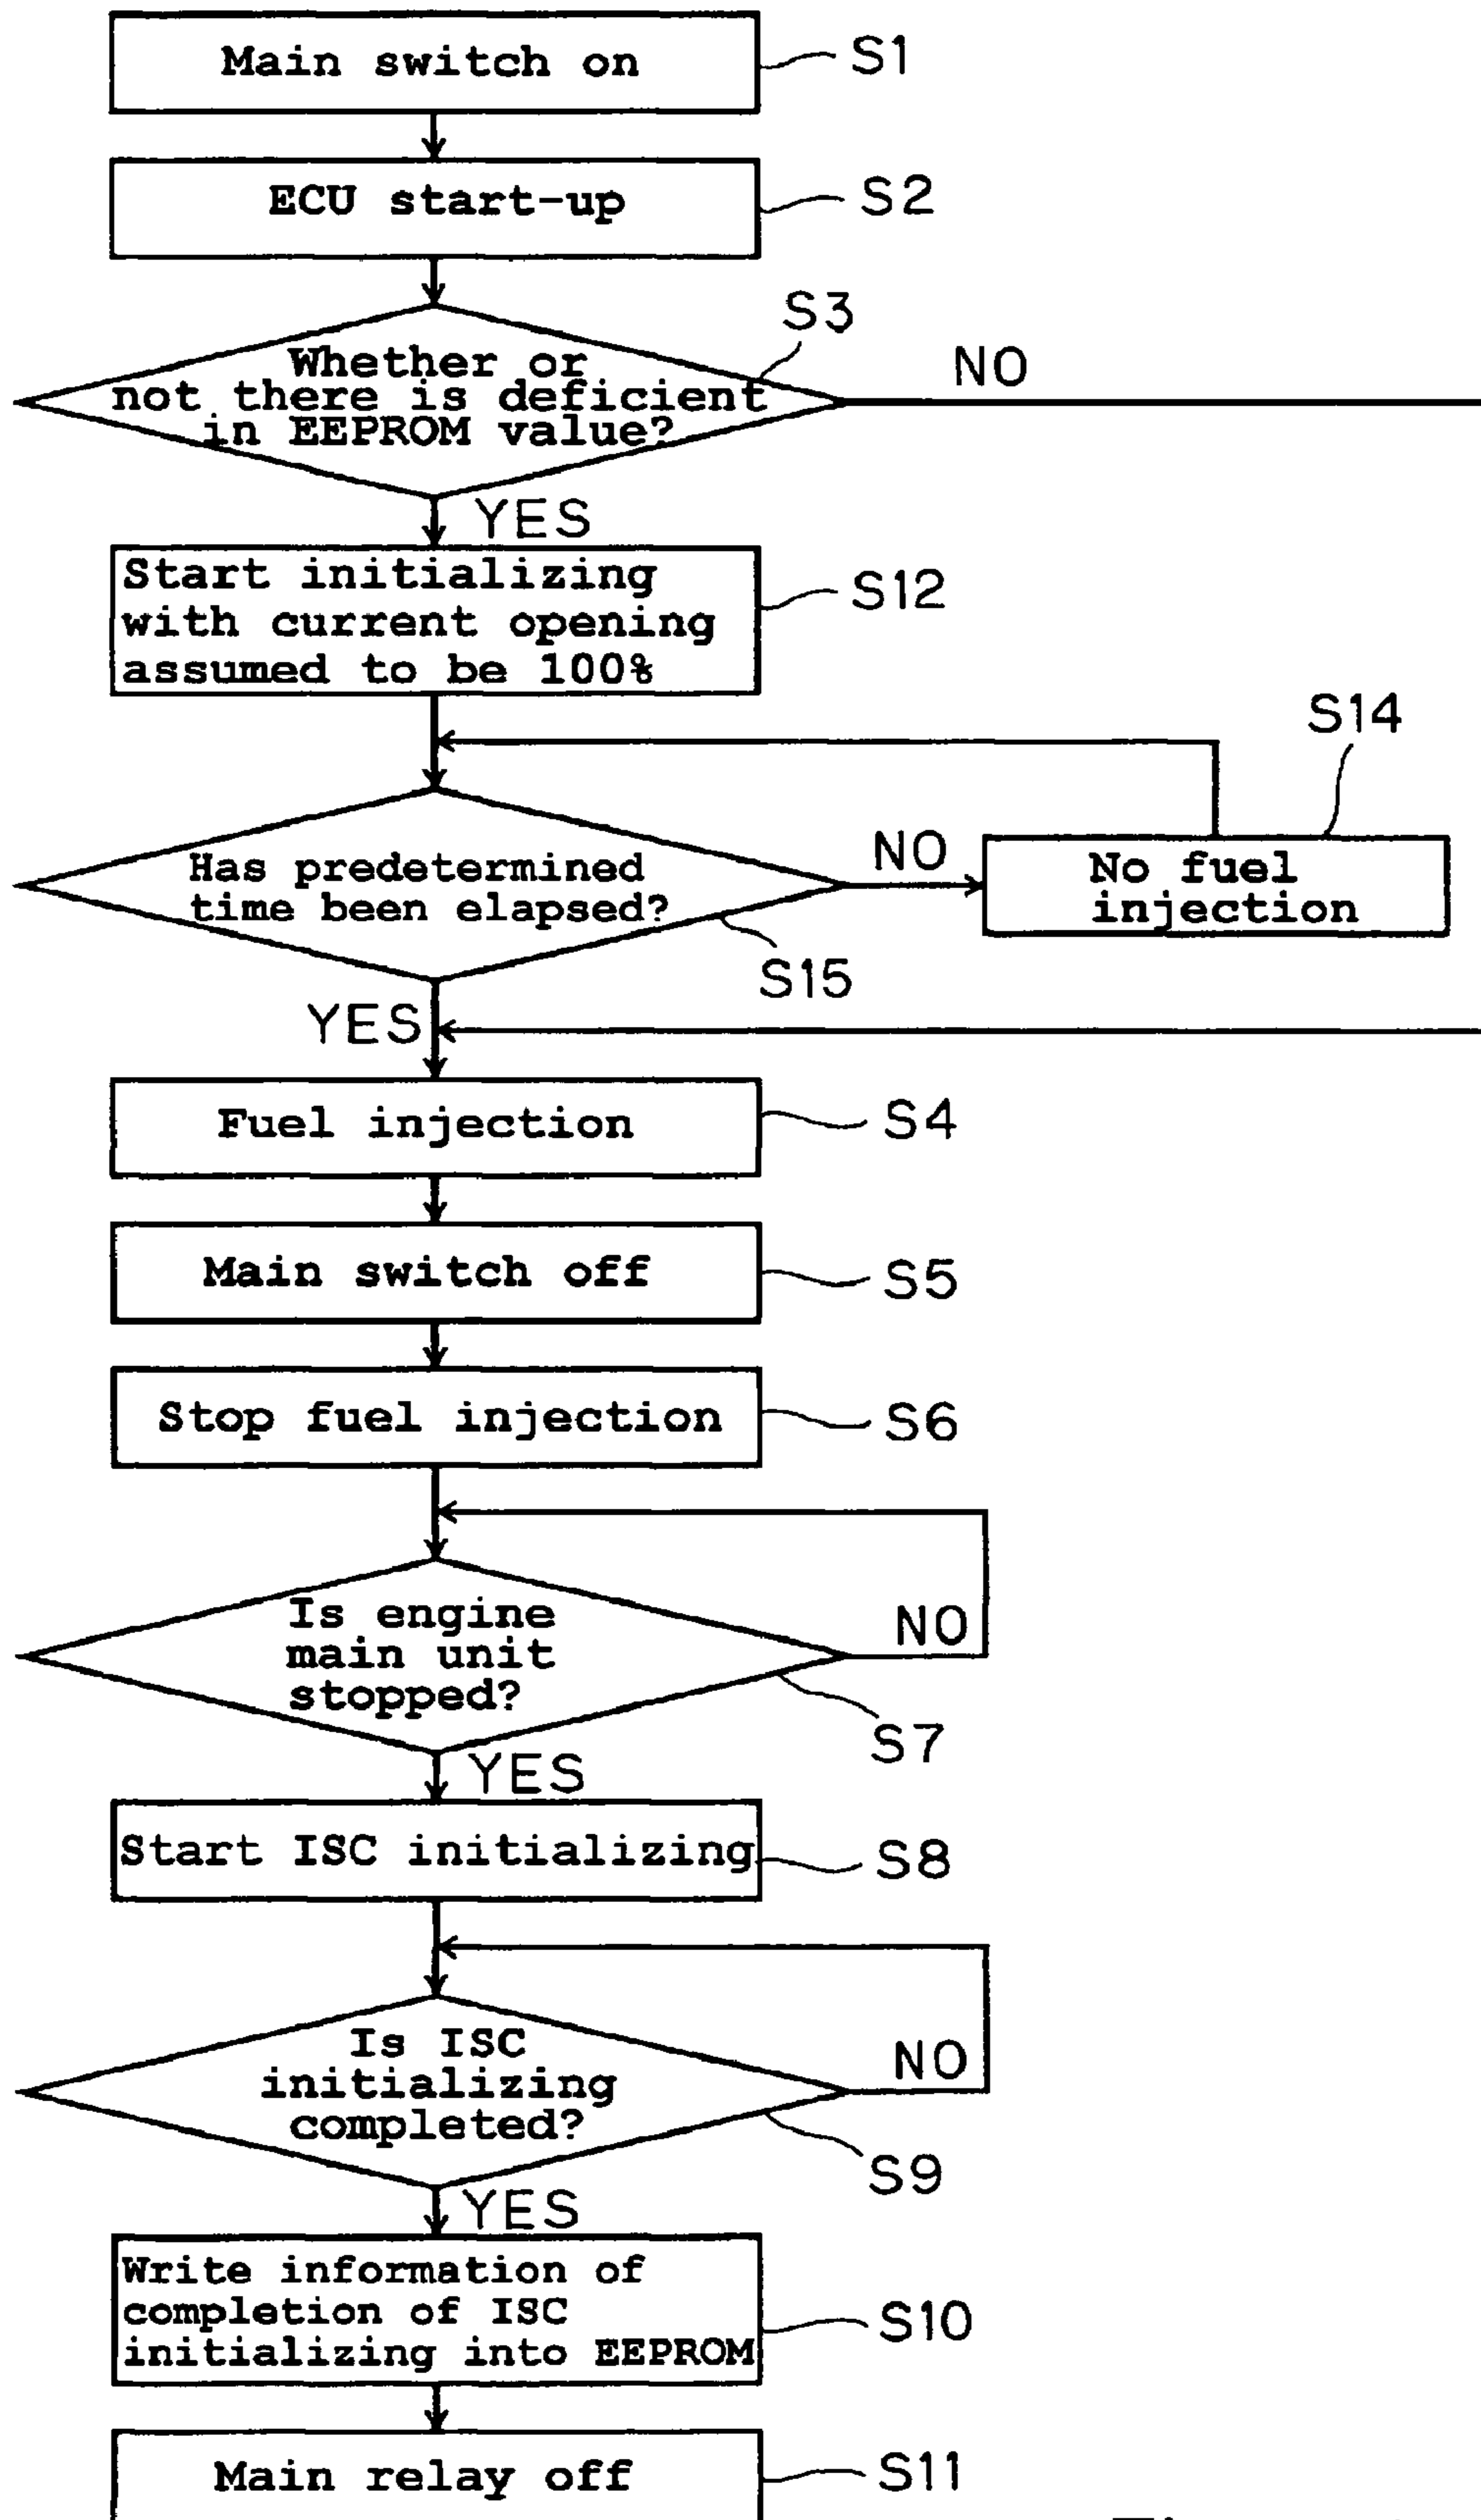 Main switch on
S1
ECU start-up
S2
S3
Whether or
not there is deficient
in EEPROM value?
NO
YES
Start initializing
with current opening
assumed to be 100%
S12
S14
Has predetermined
time been elapsed?
NO
No fuel
injection
S15
YES
Fuel injection
S4
Main switch off
S5
Stop fuel injection
S6
Is engine
main unit
stopped?
NO
S7
YES
Start ISC initializing
S8
Is ISC
initializing
completed?
NO
S9
YES
Write information of
completion of ISC
initializing into EEPROM
S10
Main relay off
S11